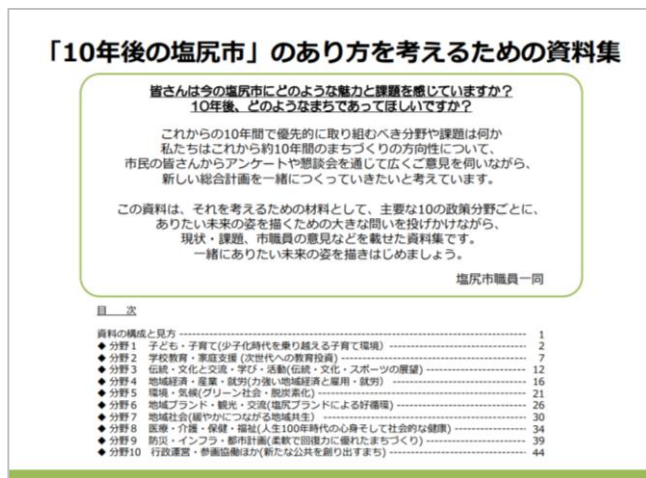 「10年後の塩尻市」のあり方を考えるための資料集
皆さんは今の塩尻市にどのような魅力と課題を感じていますか？
10年後、どのようなまちであってほしいですか？
これからの10年間で優先的に取り組むべき分野や課題は何か
私たちはこれから約10年間のまちづくりの方向性について、
市民の皆さんからアンケートや懇談会を通じて広くご意見を伺いながら、
新しい総合計画を一緒につくっていきたいと考えています。
この資料は、それを考えるための材料として、主要な10の政策分野ごとに、
ありたい未来の姿を描くための大きな問いを投げかけながら、
現状・課題、市職員の意見などを載せた資料集です。
一緒にありたい未来の姿を描きはじめましょう。
塩尻市職員一同
目　次
資料の構成と見方 ---------- 1
◆ 分野１　子ども・子育て(少子化時代を乗り越える子育て環境） ---------- 2
◆ 分野２　学校教育・家庭支援 (次世代への教育投資) ---------- 7
◆ 分野３　伝統・文化と交流・学び・活動(伝統・文化・スポーツの展望) ---------- 12
◆ 分野４　地域経済・産業・就労(力強い地域経済と雇用・就労） ---------- 16
◆ 分野５　環境・気候(グリーン社会・脱炭素化) ---------- 21
◆ 分野６　地域ブランド・観光・交流(塩尻ブランドによる好循環) ---------- 26
◆ 分野７　地域社会(緩やかにつながる地域共生） ---------- 30
◆ 分野８　医療・介護・保健・福祉(人生100年時代の心身そして社会的な健康) ---------- 34
◆ 分野９　防災・インフラ・都市計画(柔軟で回復力に優れたまちづくり) ---------- 39
◆ 分野10　行政運営・参画協働ほか(新たな公共を創り出すまち) ---------- 44